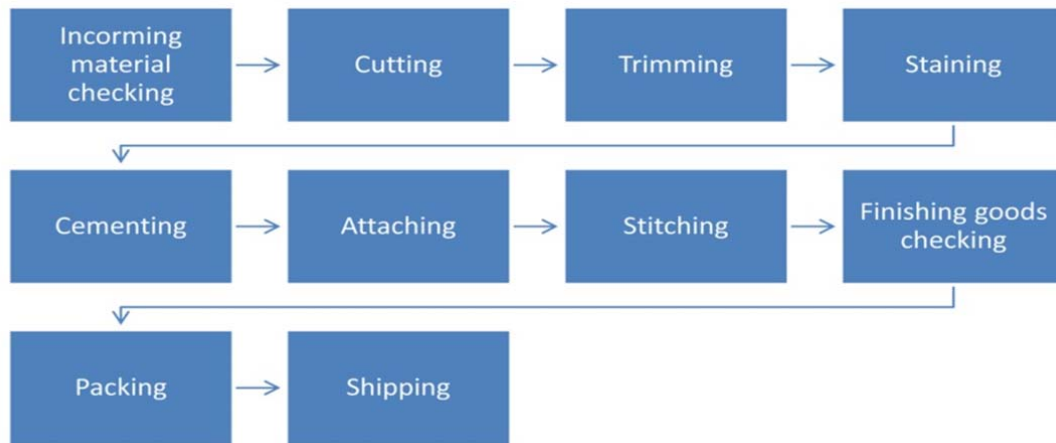 Incorming
material
checking
Cutting
Trimming
Staining
Cementing
Attaching
Stitching
Finishing goods
checking
Packing
Shipping